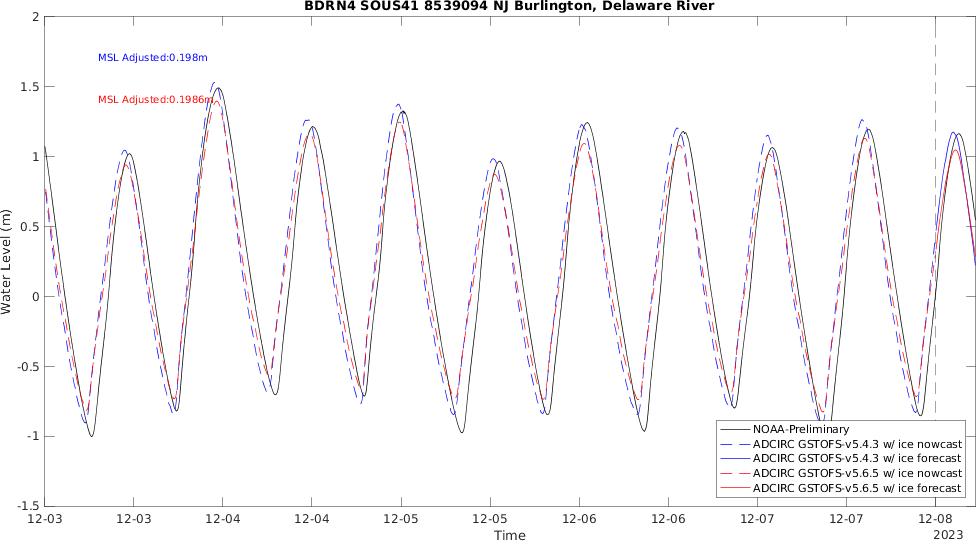 BDRN4 SOUS41 8539094 NJ Burlington, Delaware River
MSL Adjusted:0.198m
MSL Adjusted:0.1986m
Water Level (m)
2
1.5
1
0.5
0
-0.5
-1
-1.5
NOAA-Preliminary
ADCIRC GSTOFS-v5.4.3 w/ ice nowcast
ADCIRC GSTOFS-v5.4.3 w/ ice forecast
ADCIRC GSTOFS-v5.6.5 w/ ice nowcast
ADCIRC GSTOFS-v5.6.5 w/ ice forecast
12-03 12-03 12-04 12-04 12-05 12-05 12-06 12-06 12-07 12-07 12-08
Time 2023